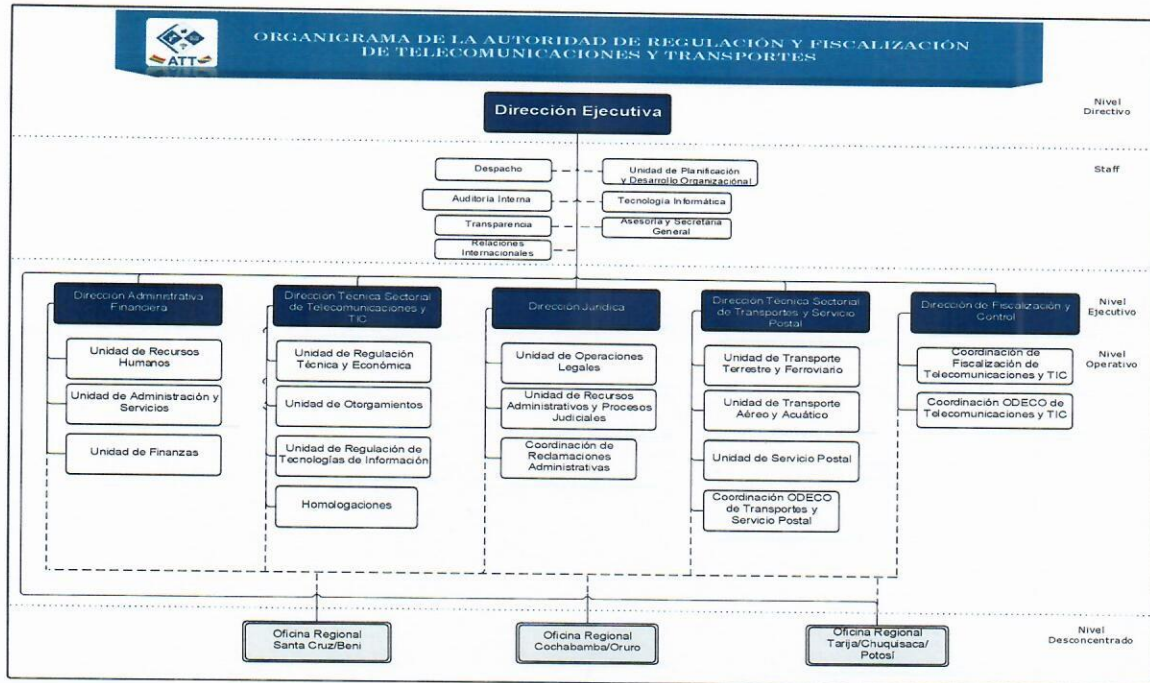 ATT
ORGANIGRAMA DE LA AUTORIDAD DE REGULACIÓN Y FISCALIZACIÓN
DE TELECOMUNICACIONES Y TRANSPORTES
Dirección Ejecutiva
Nivel
Directivo
Despacho
Unidad de Planificación
y Desarrollo Organizacional
Staff
Auditoría Interna
Tecnología Informática
Transparencia
Asesoría y Secretaría
General
Relaciones
Internacionales
Dirección Administrativa
Financiera
Dirección Técnica Sectorial
de Telecomunicaciones y
TIC
Dirección Jurídica
Dirección Técnica Sectorial
de Transportes y Servicio
Postal
Dirección de Fiscalización y
Control
Nivel
Ejecutivo
Unidad de Recursos
Humanos
Unidad de Administración y
Servicios
Unidad de Finanzas
Unidad de Regulación
Técnica y Económica
Unidad de Otorgamientos
Unidad de Regulación de
Tecnologías de Información
Homologaciones
Unidad de Operaciones
Legales
Unidad de Recursos
Administrativos y Procesos
Judiciales
Coordinación de
Reclamaciones
Administrativas
Unidad de Transporte
Terrestre y Ferroviario
Unidad de Transporte
Aéreo y Acuático
Unidad de Servicio Postal
Coordinación ODECO
de Transportes y
Servicio Postal
Coordinación de
Fiscalización de
Telecomunicaciones y TIC
Coordinación ODECO de
Telecomunicaciones y TIC
Nivel
Operativo
Oficina Regional
Santa Cruz/Beni
Oficina Regional
Cochabamba/Oruro
Oficina Regional
Tarija/Chuquisaca/
Potosí
Nivel
Desconcentrado